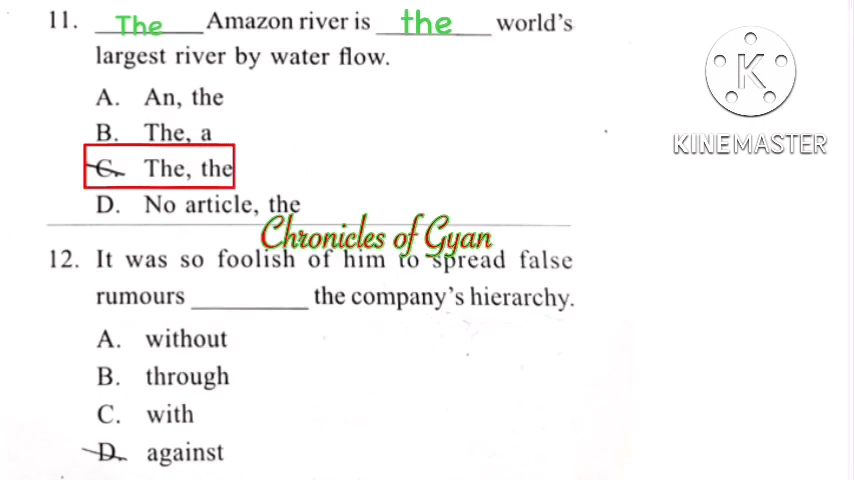 11. The Amazon river is the world's
largest river by water flow.
A. An, the
B. The, a
C. The, the
D. No article, the
Chronicles of Gyan
12. It was so foolish of him to spread false
rumours ________ the company's hierarchy.
A. without
B. through
C. with
D. against
K
KINEMASTER